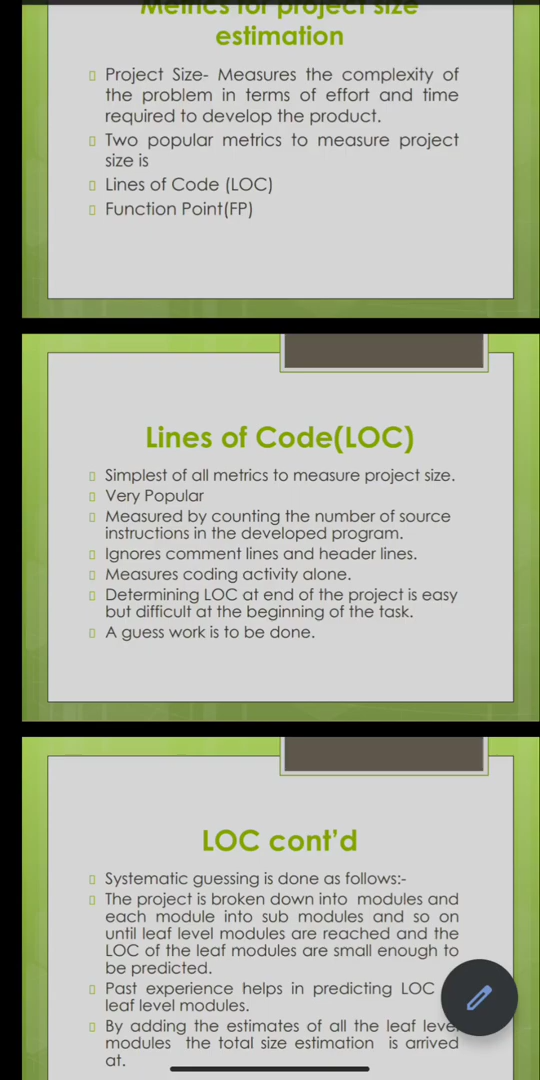 Metrics for project size
estimation
Project Size- Measures the complexity of
the problem in terms of effort and time
required to develop the product.
Two popular metrics to measure project
size is
Lines of Code (LOC)
Function Point(FP)
Lines of Code(LOC)
Simplest of all metrics to measure project size.
Very Popular
Measured by counting the number of source
instructions in the developed program.
Ignores comment lines and header lines.
Measures coding activity alone.
Determining LOC at end of the project is easy
but difficult at the beginning of the task.
A guess work is to be done.
LOC cont'd
Systematic guessing is done as follows:-
The project is broken down into modules and
each module into sub modules and so on
until leaf level modules are reached and the
LOC of the leaf modules are small enough to
be predicted.
Past experience helps in predicting LOC
leaf level modules.
By adding the estimates of all the leaf level
modules the total size estimation is arrived
at.